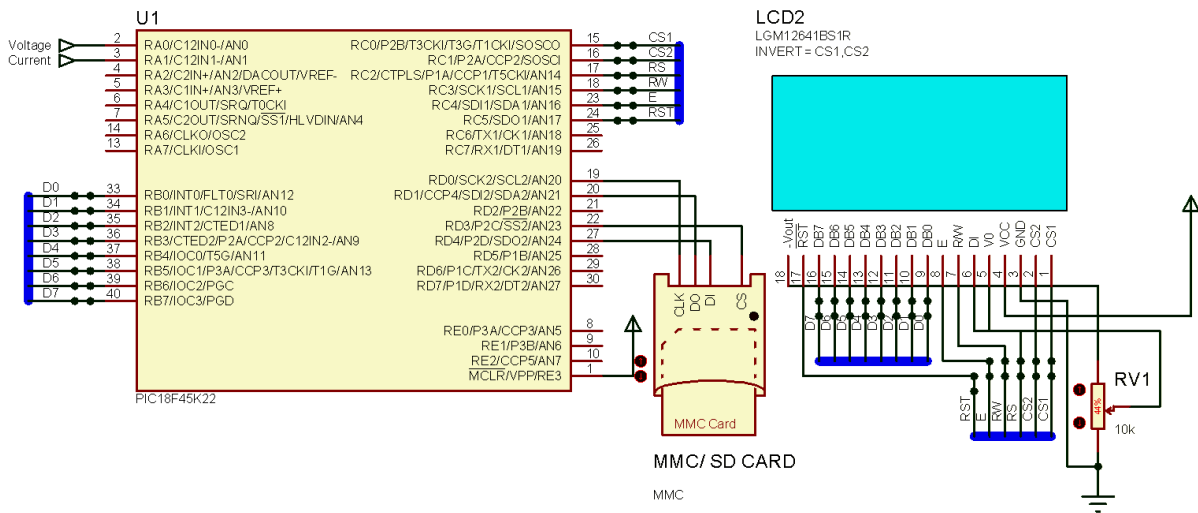 U1
Voltage
Current
2
3
4
5
6
7
14
13
RA0/C12IN0-/AN0
RA1/C12IN1-/AN1
RA2/C2IN+/AN2/DACOUT/VREF-
RA3/C1IN+/AN3/VREF+
RA4/C1OUT/SRQ/T0CKI
RA5/C2OUT/SRNQ/SS1/HLVDIN/AN4
RA6/CLKO/OSC2
RA7/CLKI/OSC1
D0
D1
D2
D3
D4
D5
D6
D7
33
34
35
36
37
38
39
40
RB0/INT0/FLT0/SRI/AN12
RB1/INT1/C12IN3-/AN10
RB2/INT2/CTED1/AN8
RB3/CTED2/P2A/CCP2/C12IN2-/AN9
RB4/IOC0/T5G/AN11
RB5/IOC1/P3A/CCP3/T3CKI/T1G/AN13
RB6/IOC2/PGC
RB7/IOC3/PGD
RC0/P2B/T3CKI/T3G/T1CKI/SOSCO
RC1/P2A/CCP2/SOSCI
RC2/CTPLS/P1A/CCP1/T5CKI/AN14
RC3/SCK1/SCL1/AN15
RC4/SDI1/SDA1/AN16
RC5/SDO1/AN17
RC6/TX1/CK1/AN18
RC7/RX1/DT1/AN19
15
16
17
18
23
24
25
26
CS1
CS2
RS
RW
E
RST
RD0/SCK2/SCL2/AN20
RD1/CCP4/SDI2/SDA2/AN21
RD2/P2B/AN22
RD3/P2C/SS2/AN23
RD4/P2D/SDO2/AN24
RD5/P1B/AN25
RD6/P1C/TX2/CK2/AN26
RD7/P1D/RX2/DT2/AN27
19
20
21
22
27
28
29
30
RE0/P3A/CCP3/AN5
RE1/P3B/AN6
RE2/CCP5/AN7
MCLR/VPP/RE3
8
9
10
1
PIC18F45K22
CLK
DO
DI
CS
MMC Card
MMC/ SD CARD
MMC
LCD2
LGM12641BS1R
INVERT = CS1,CS2
-Vout
RST
DB7
DB6
DB5
DB4
DB3
DB2
DB1
DB0
E
R/W
DI
V0
VCC
GND
CS2
CS1
18
17
16
15
14
13
12
11
10
9
8
7
6
5
4
3
2
1
D7
D6
D5
D4
D3
D2
D1
D0
RST
E
RW
RS
CS2
CS1
RV1
44%
10k